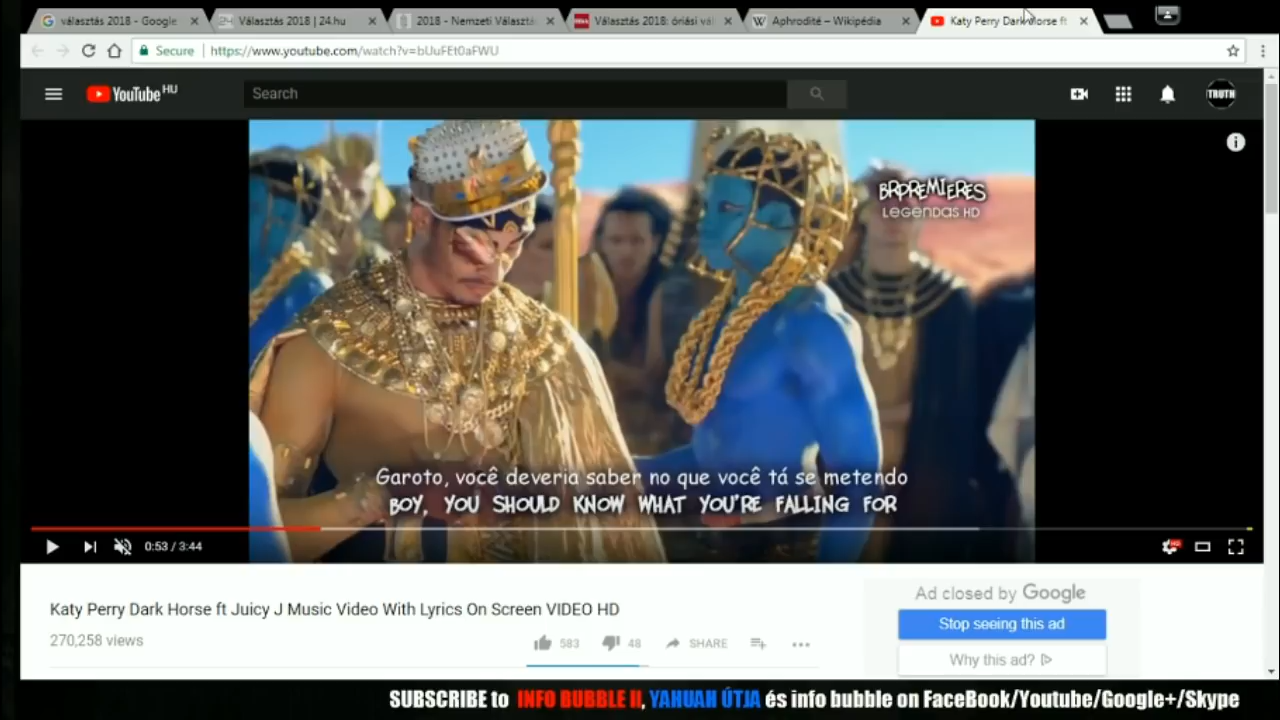 választás 2018 - Google
Választás 2018 | 24.hu
2018 - Nemzeti Választá
Választás 2018: óriási vá
Aphrodité – Wikipédia
Katy Perry Dark Horse ft
Secure
https://www.youtube.com/watch?v=bUuFEt0aFWU
YouTube HU
Search
TRUTH
BRPREMIERES
LEGENDAS HD
Garoto, você deveria saber no que você tá se metendo
BOY, YOU SHOULD KNOW WHAT YOU'RE FALLING FOR
0:53 / 3:44
HD
Katy Perry Dark Horse ft Juicy J Music Video With Lyrics On Screen VIDEO HD
270,258 views
583
48
SHARE
Ad closed by Google
Stop seeing this ad
Why this ad?
SUBSCRIBE to INFO BUBBLE II, YAHUAH ÚTJA és info bubble on FaceBook/Youtube/Google+/Skype